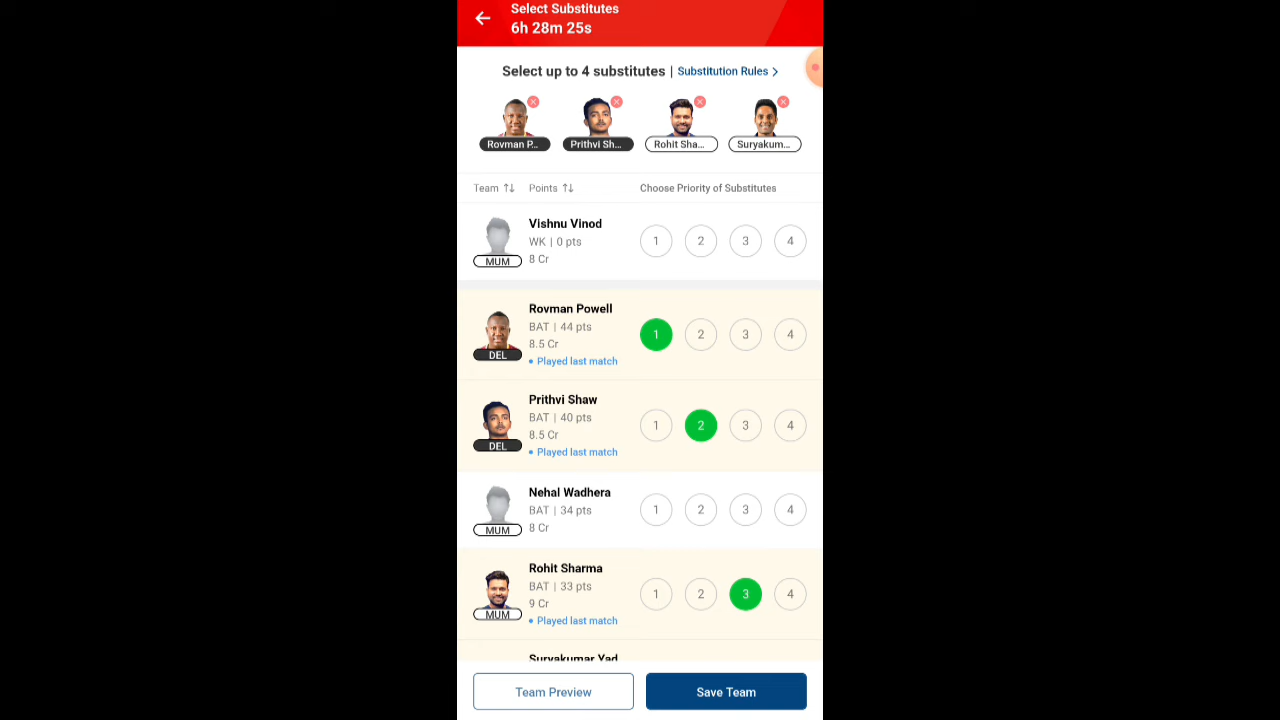 Select Substitutes
6h 28m 25s
Select up to 4 substitutes | Substitution Rules
Rovman P... Prithvi Sh... Rohit Sha... Suryakum...
Team Points Choose Priority of Substitutes
Vishnu Vinod
WK | 0 pts
8 Cr
MUM
1 2 3 4
Rovman Powell
BAT | 44 pts
8.5 Cr
DEL
• Played last match
1 2 3 4
Prithvi Shaw
BAT | 40 pts
8.5 Cr
DEL
• Played last match
1 2 3 4
Nehal Wadhera
BAT | 34 pts
8 Cr
MUM
1 2 3 4
Rohit Sharma
BAT | 33 pts
9 Cr
MUM
• Played last match
1 2 3 4
Suryakumar Yad
Team Preview Save Team